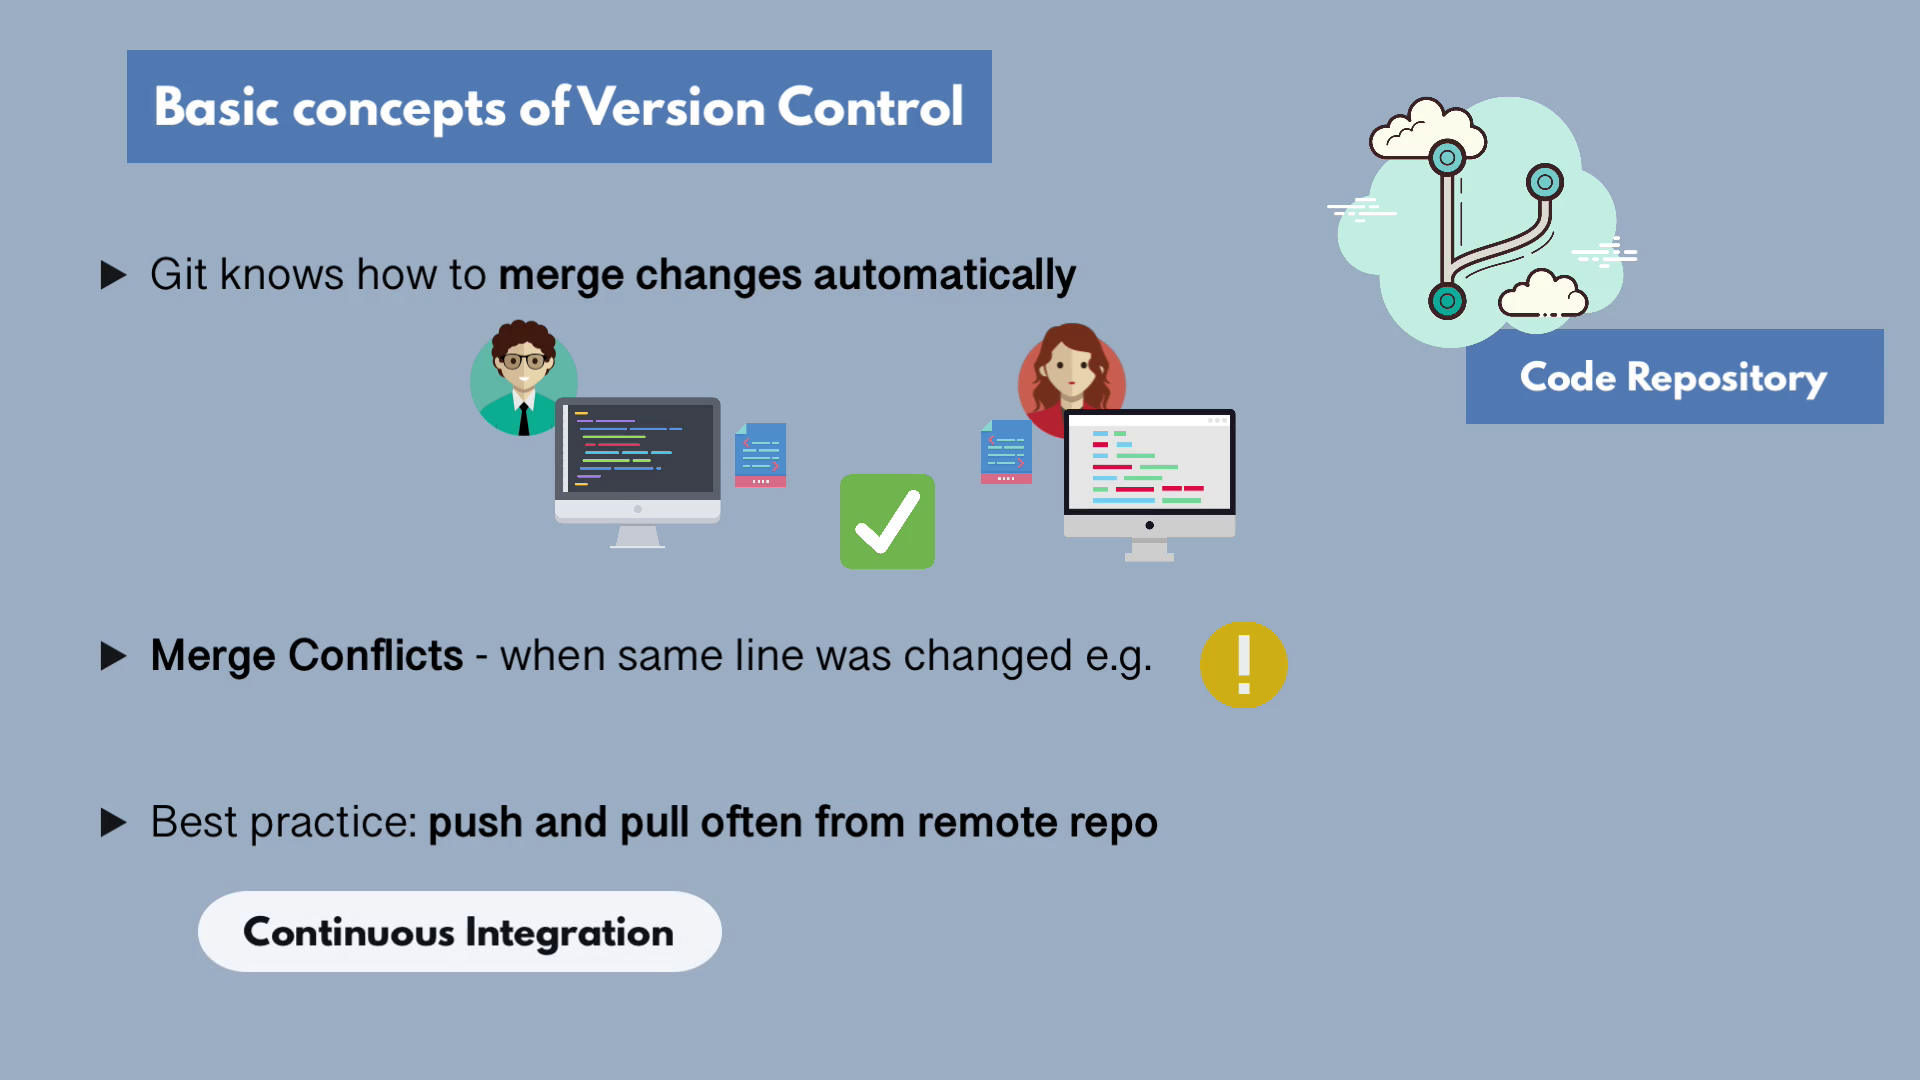 Basic concepts of Version Control
Git knows how to merge changes automatically
Code Repository
Merge Conflicts - when same line was changed e.g.
Best practice: push and pull often from remote repo
Continuous Integration